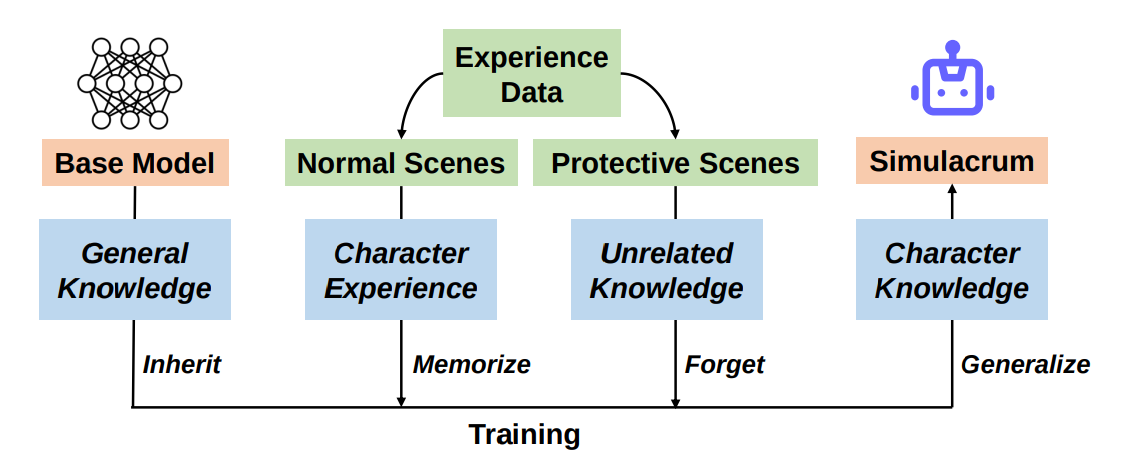 Experience
Data
Base Model
Normal Scenes
Protective Scenes
Simulacrum
General
Knowledge
Character
Experience
Unrelated
Knowledge
Character
Knowledge
Inherit
Memorize
Forget
Generalize
Training